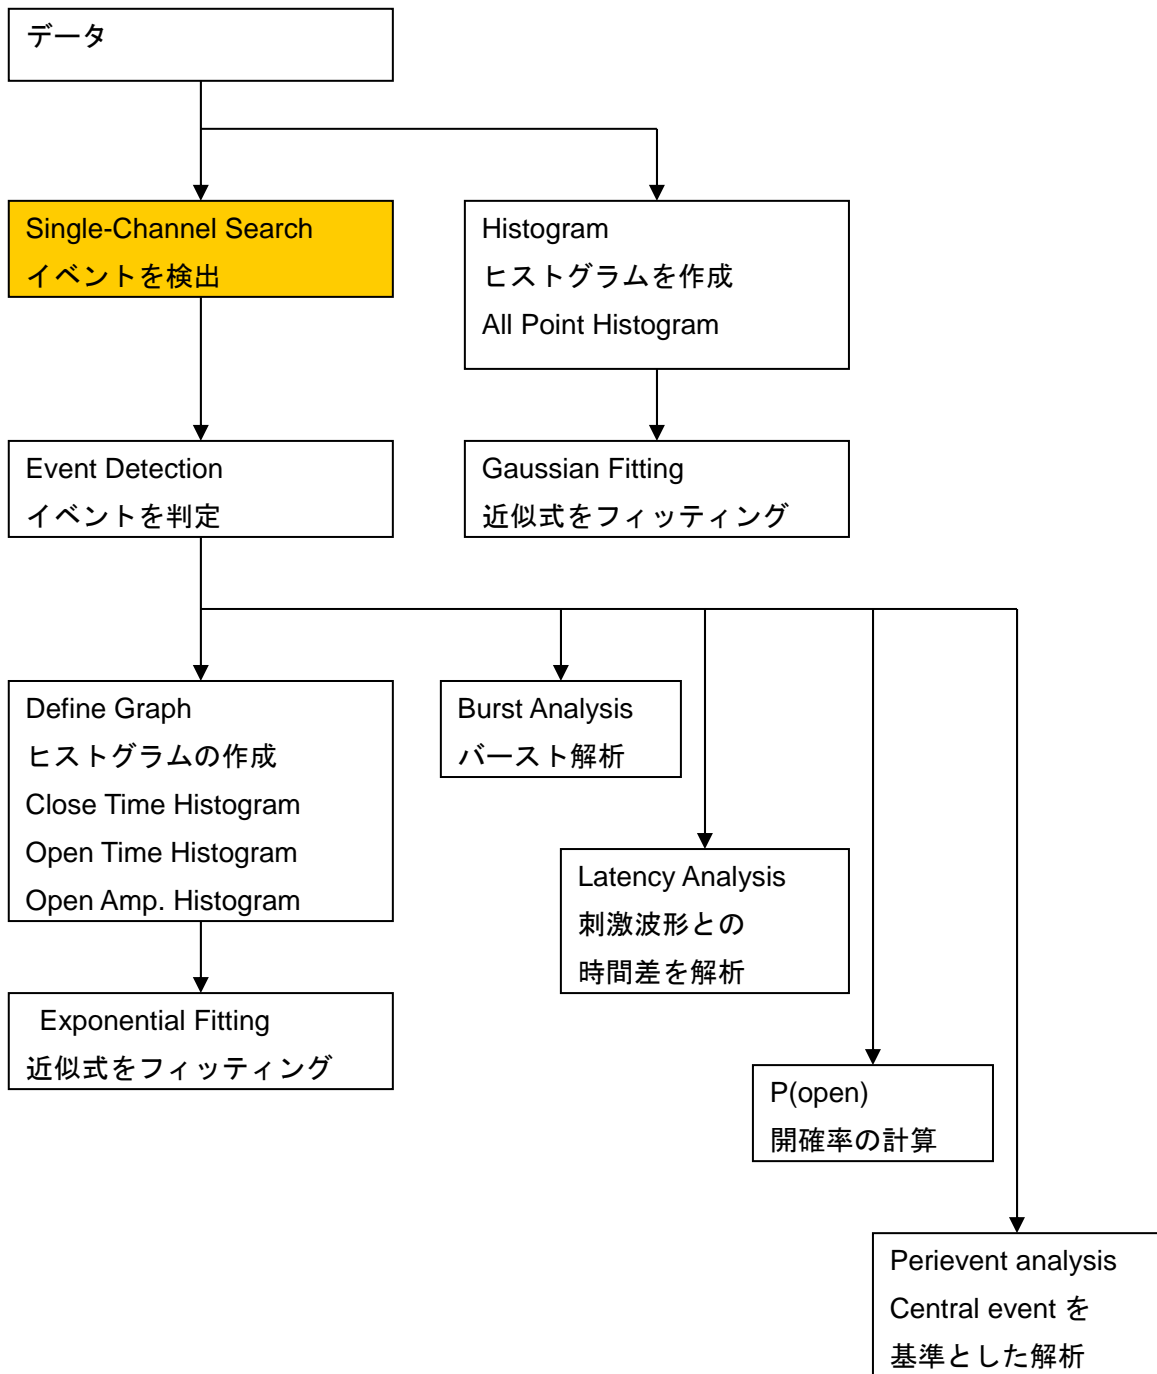 データ
Single-Channel Search
イベントを検出
Histogram
ヒストグラムを作成
All Point Histogram
Event Detection
イベントを判定
Gaussian Fitting
近似式をフィッティング
Define Graph
ヒストグラムの作成
Close Time Histogram
Open Time Histogram
Open Amp. Histogram
Burst Analysis
バースト解析
Latency Analysis
刺激波形との
時間差を解析
Exponential Fitting
近似式をフィッティング
P(open)
開確率の計算
Perievent analysis
Central event を
基準とした解析